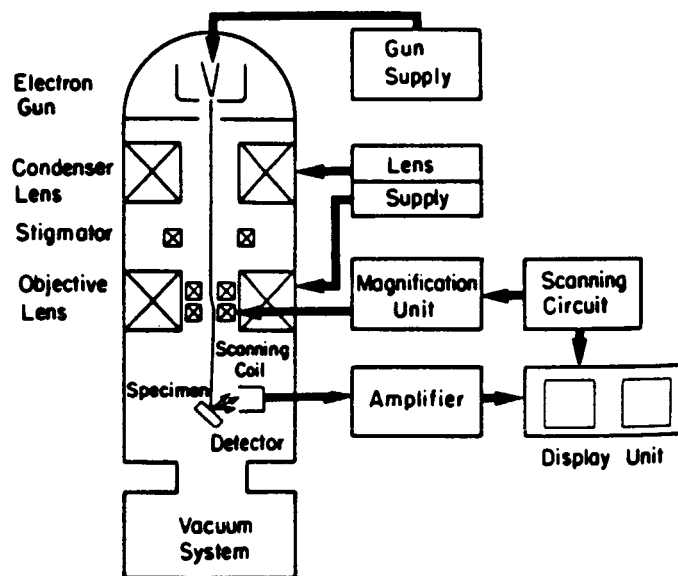 Gun
Supply
Electron
Gun
Condenser
Lens
Lens
Supply
Stigmator
Objective
Lens
Magnification
Unit
Scanning
Circuit
Scanning
Coil
Specimen
Amplifier
Detector
Display Unit
Vacuum
System